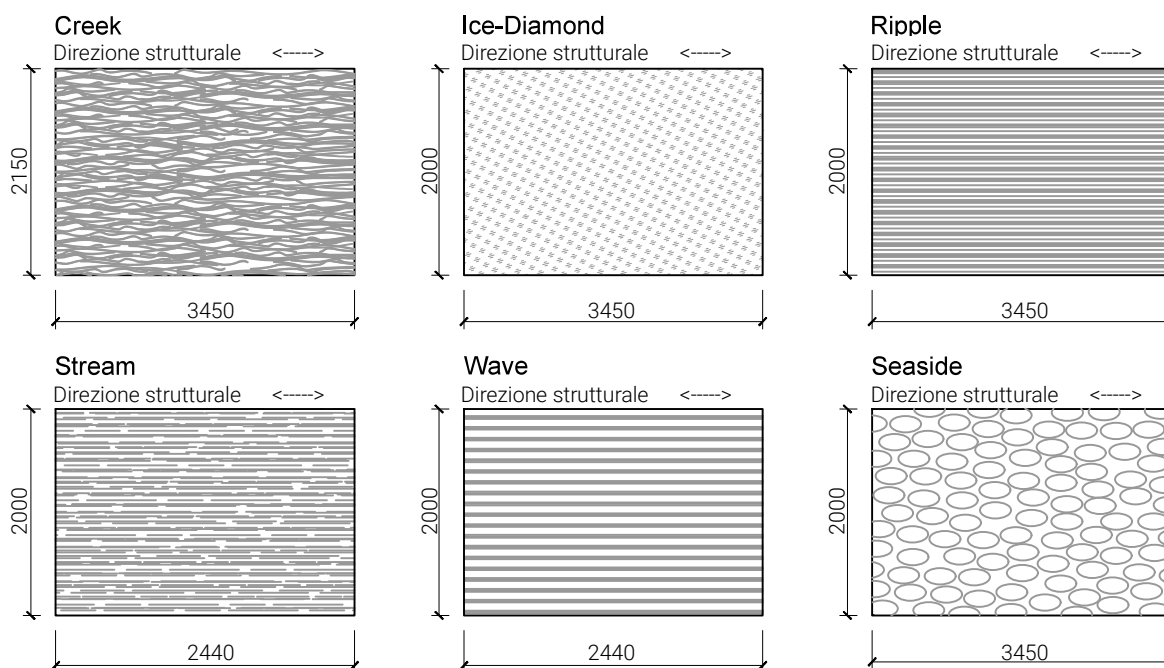 Creek
Direzione strutturale <----->
2150
3450
Ice-Diamond
Direzione strutturale <----->
2000
3450
Ripple
Direzione strutturale <----->
2000
3450
Stream
Direzione strutturale <----->
2000
2440
Wave
Direzione strutturale <----->
2000
2440
Seaside
Direzione strutturale <----->
2000
3450